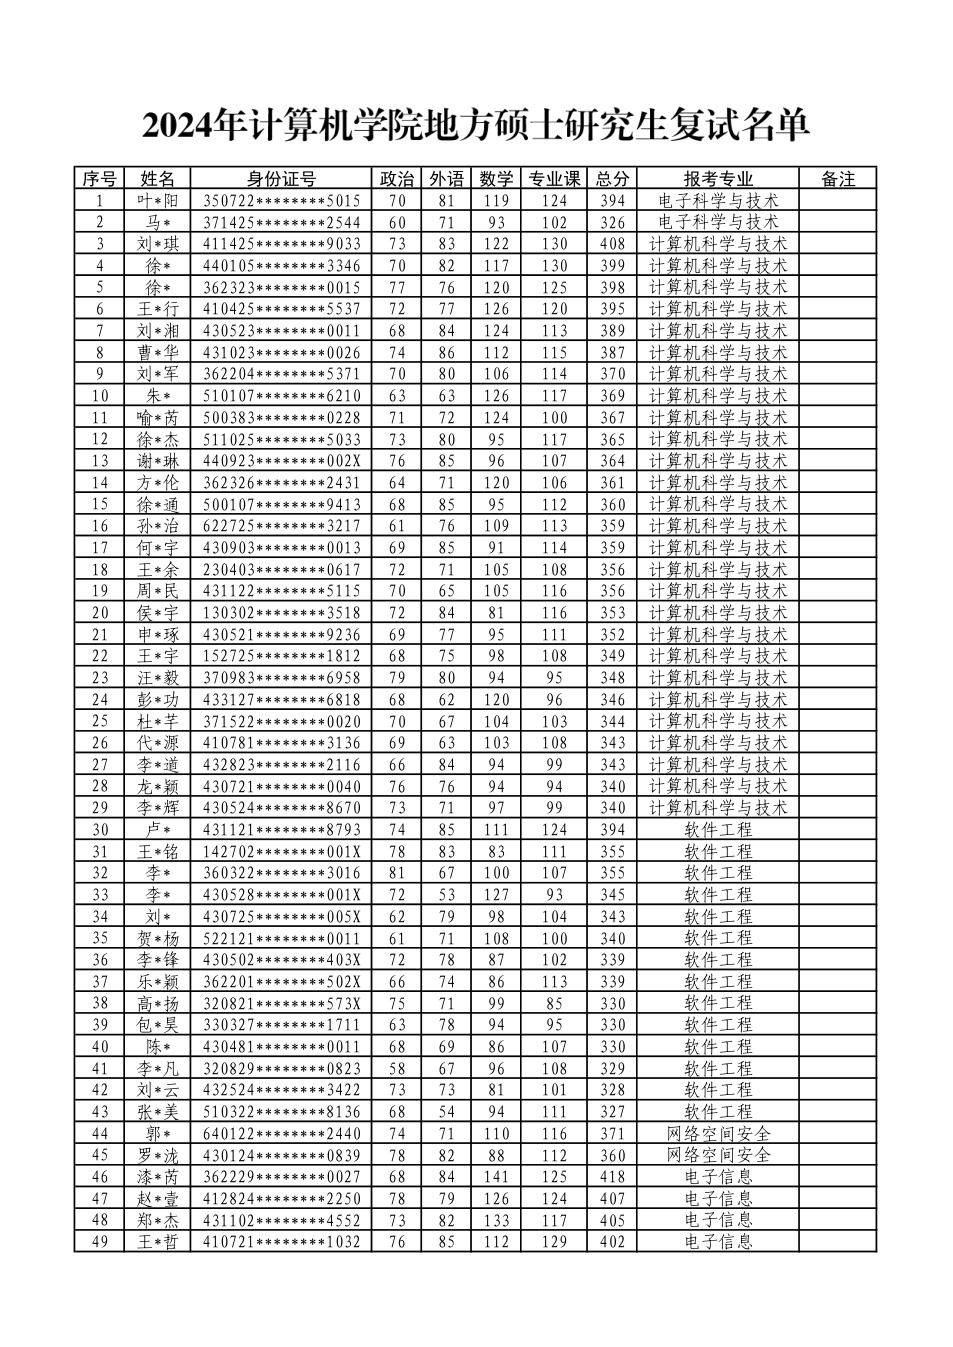 2024年计算机学院地方硕士研究生复试名单
序号 姓名 身份证号 政治 外语 数学 专业课 总分 报考专业 备注
1 叶*阳 350722********5015 70 81 119 124 394 电子科学与技术
2 马* 371425********2544 60 71 93 102 326 电子科学与技术
3 刘*琪 411425********9033 73 83 122 130 408 计算机科学与技术
4 徐* 440105********3346 70 82 117 130 399 计算机科学与技术
5 徐* 362323********0015 77 76 120 125 398 计算机科学与技术
6 王*行 410425********5537 72 77 126 120 395 计算机科学与技术
7 刘*湘 430523********0011 68 84 124 113 389 计算机科学与技术
8 曹*华 431023********0026 74 86 112 115 387 计算机科学与技术
9 刘*军 362204********5371 70 80 106 114 370 计算机科学与技术
10 朱* 510107********6210 63 63 126 117 369 计算机科学与技术
11 喻*芮 500383********0228 71 72 124 100 367 计算机科学与技术
12 徐*杰 511025********5033 73 80 95 117 365 计算机科学与技术
13 谢*琳 440923********002X 76 85 96 107 364 计算机科学与技术
14 方*伦 362326********2431 64 71 120 106 361 计算机科学与技术
15 徐*通 500107********9413 68 85 95 112 360 计算机科学与技术
16 孙*治 622725********3217 61 76 109 113 359 计算机科学与技术
17 何*宇 430903********0013 69 85 91 114 359 计算机科学与技术
18 王*余 230403********0617 72 71 105 108 356 计算机科学与技术
19 周*民 431122********5115 70 65 105 116 356 计算机科学与技术
20 侯*宇 130302********3518 72 84 81 116 353 计算机科学与技术
21 申*琢 430521********9236 69 77 95 111 352 计算机科学与技术
22 王*宇 152725********1812 68 75 98 108 349 计算机科学与技术
23 汪*毅 370983********6958 79 80 94 95 348 计算机科学与技术
24 彭*功 433127********6818 68 62 120 96 346 计算机科学与技术
25 杜*芊 371522********0020 70 67 104 103 344 计算机科学与技术
26 代*源 410781********3136 69 63 103 108 343 计算机科学与技术
27 李*道 432823********2116 66 84 94 99 343 计算机科学与技术
28 龙*颖 430721********0040 76 76 94 94 340 计算机科学与技术
29 李*辉 430524********8670 73 71 97 99 340 计算机科学与技术
30 卢* 431121********8793 74 85 111 124 394 软件工程
31 王*铭 142702********001X 78 83 83 111 355 软件工程
32 李* 360322********3016 81 67 100 107 355 软件工程
33 李* 430528********001X 72 53 127 93 345 软件工程
34 刘* 430725********005X 62 79 98 104 343 软件工程
35 贺*杨 522121********0011 61 71 108 100 340 软件工程
36 李*锋 430502********403X 72 78 87 102 339 软件工程
37 乐*颖 362201********502X 66 74 86 113 339 软件工程
38 高*扬 320821********573X 75 71 99 85 330 软件工程
39 包*昊 330327********1711 63 78 94 95 330 软件工程
40 陈* 430481********0011 68 69 86 107 330 软件工程
41 李*凡 320829********0823 58 67 96 108 329 软件工程
42 刘*云 432524********3422 73 73 81 101 328 软件工程
43 张*美 510322********8136 68 54 94 111 327 软件工程
44 郭* 640122********2440 74 71 110 116 371 网络空间安全
45 罗*泷 430124********0839 78 82 88 112 360 网络空间安全
46 漆*芮 362229********0027 68 84 141 125 418 电子信息
47 赵*壹 412824********2250 78 79 126 124 407 电子信息
48 郑*杰 431102********4552 73 82 133 117 405 电子信息
49 王*哲 410721********1032 76 85 112 129 402 电子信息